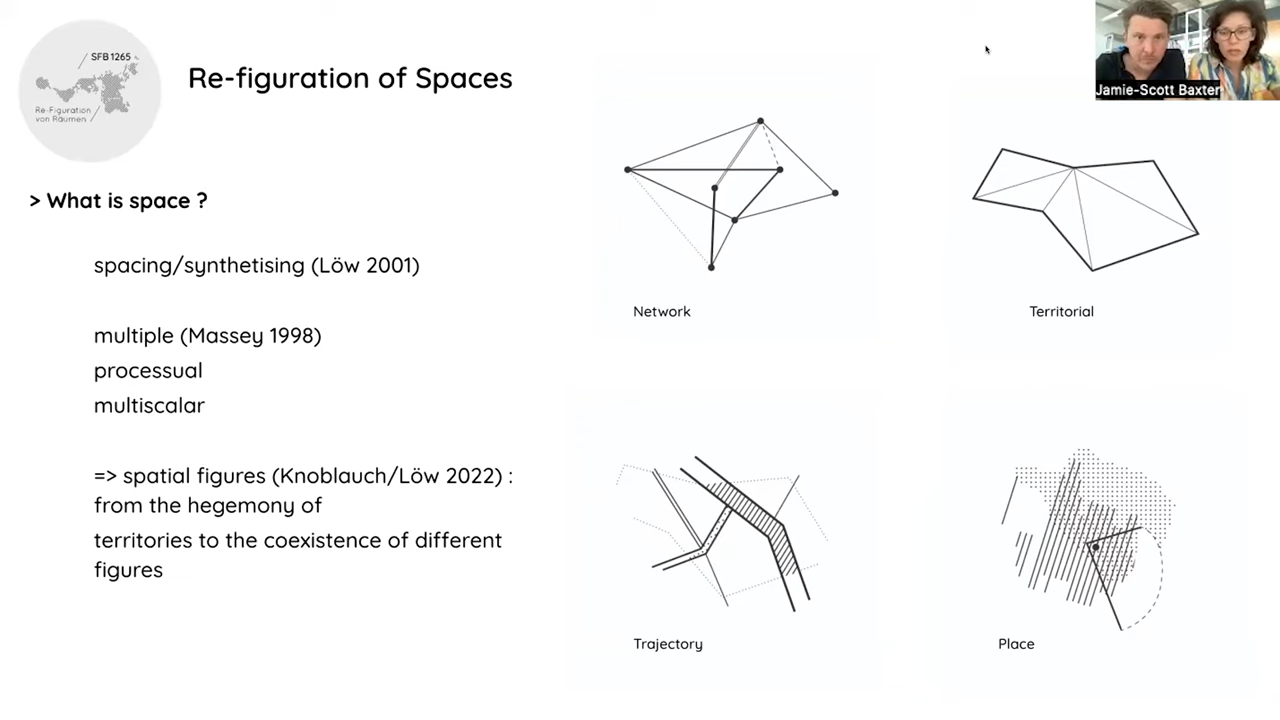 SFB 1265
Re-Figuration
von Räumen
Re-figuration of Spaces
Jamie-Scott Baxter
> What is space ?
spacing/synthetising (Löw 2001)
multiple (Massey 1998)
processual
multiscalar
=> spatial figures (Knoblauch/Löw 2022) :
from the hegemony of
territories to the coexistence of different
figures
Network
Territorial
Trajectory
Place